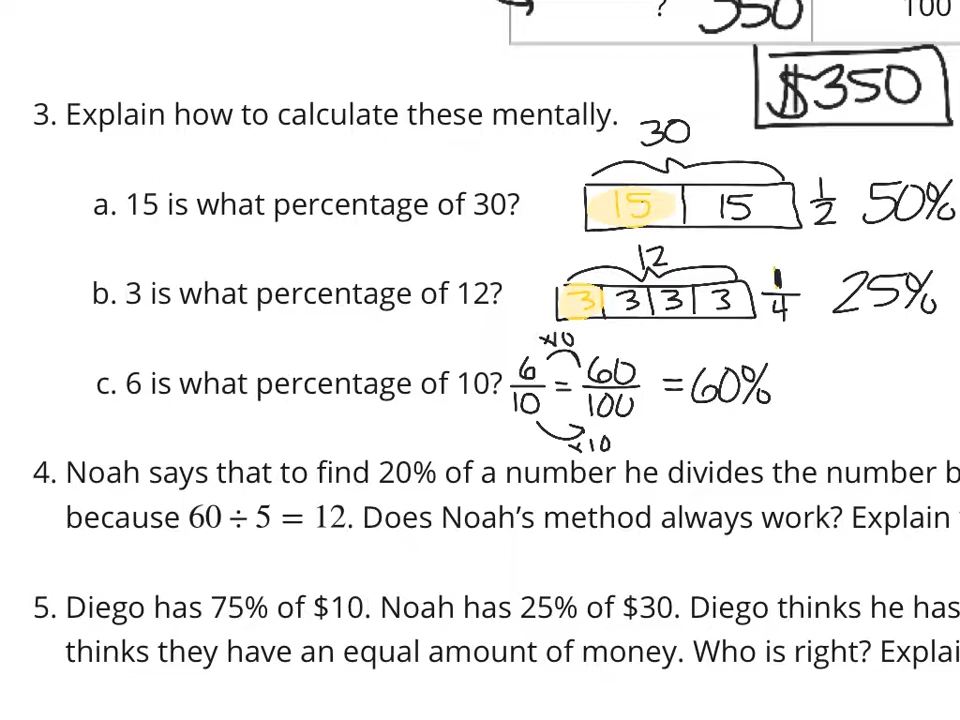 ? 350 100
$350
3. Explain how to calculate these mentally.
30
a. 15 is what percentage of 30? 15 15 1/2 50%
12
b. 3 is what percentage of 12? 3 3 3 3 1/4 25%
×10
c. 6 is what percentage of 10? 6/10 = 60/100 = 60%
×10
4. Noah says that to find 20% of a number he divides the number b
because 60 ÷ 5 = 12. Does Noah's method always work? Explain
5. Diego has 75% of $10. Noah has 25% of $30. Diego thinks he has
thinks they have an equal amount of money. Who is right? Explai